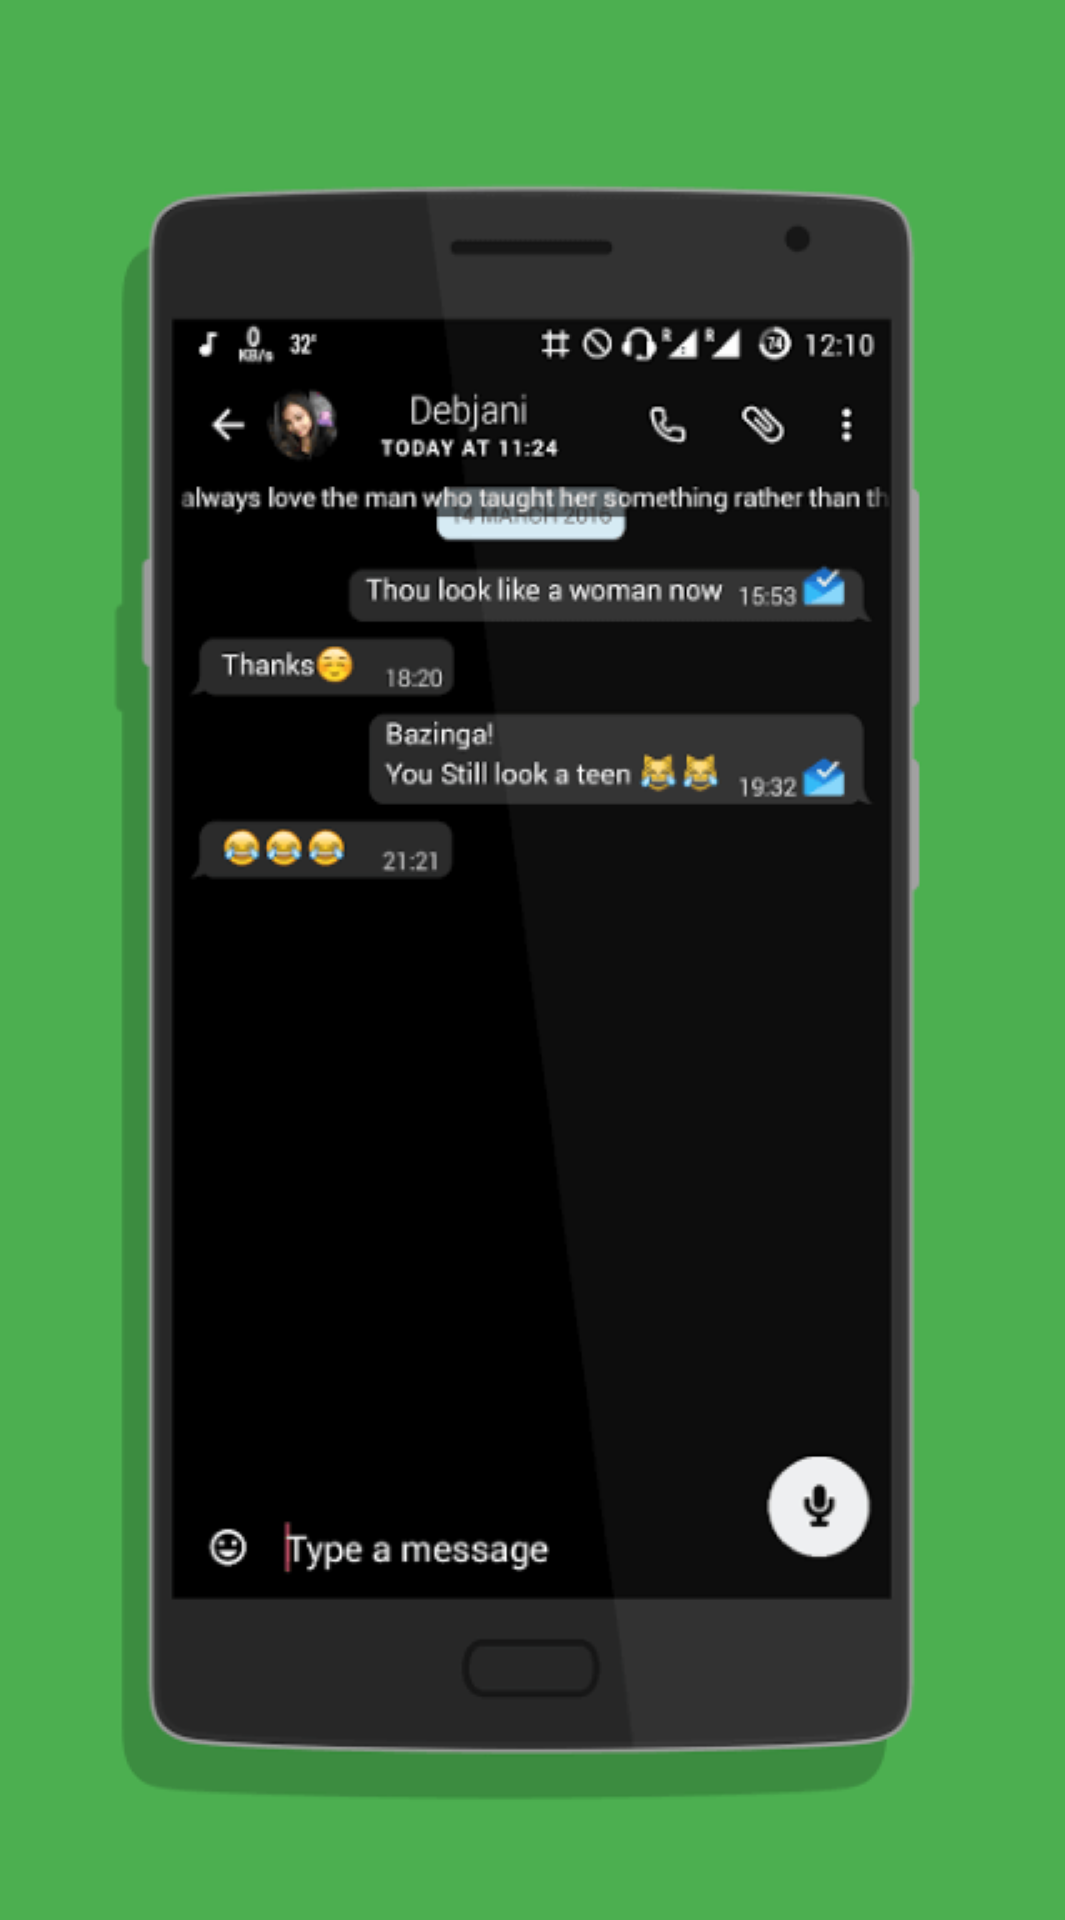 0
KB/s
32°
R
R
74
12:10
Debjani
TODAY AT 11:24
always love the man who taught her something rather than th
14 MARCH 2016
Thou look like a woman now 15:53
Thanks☺️ 18:20
Bazinga!
You Still look a teen 😹😹 19:32
😂😂😂 21:21
Type a message